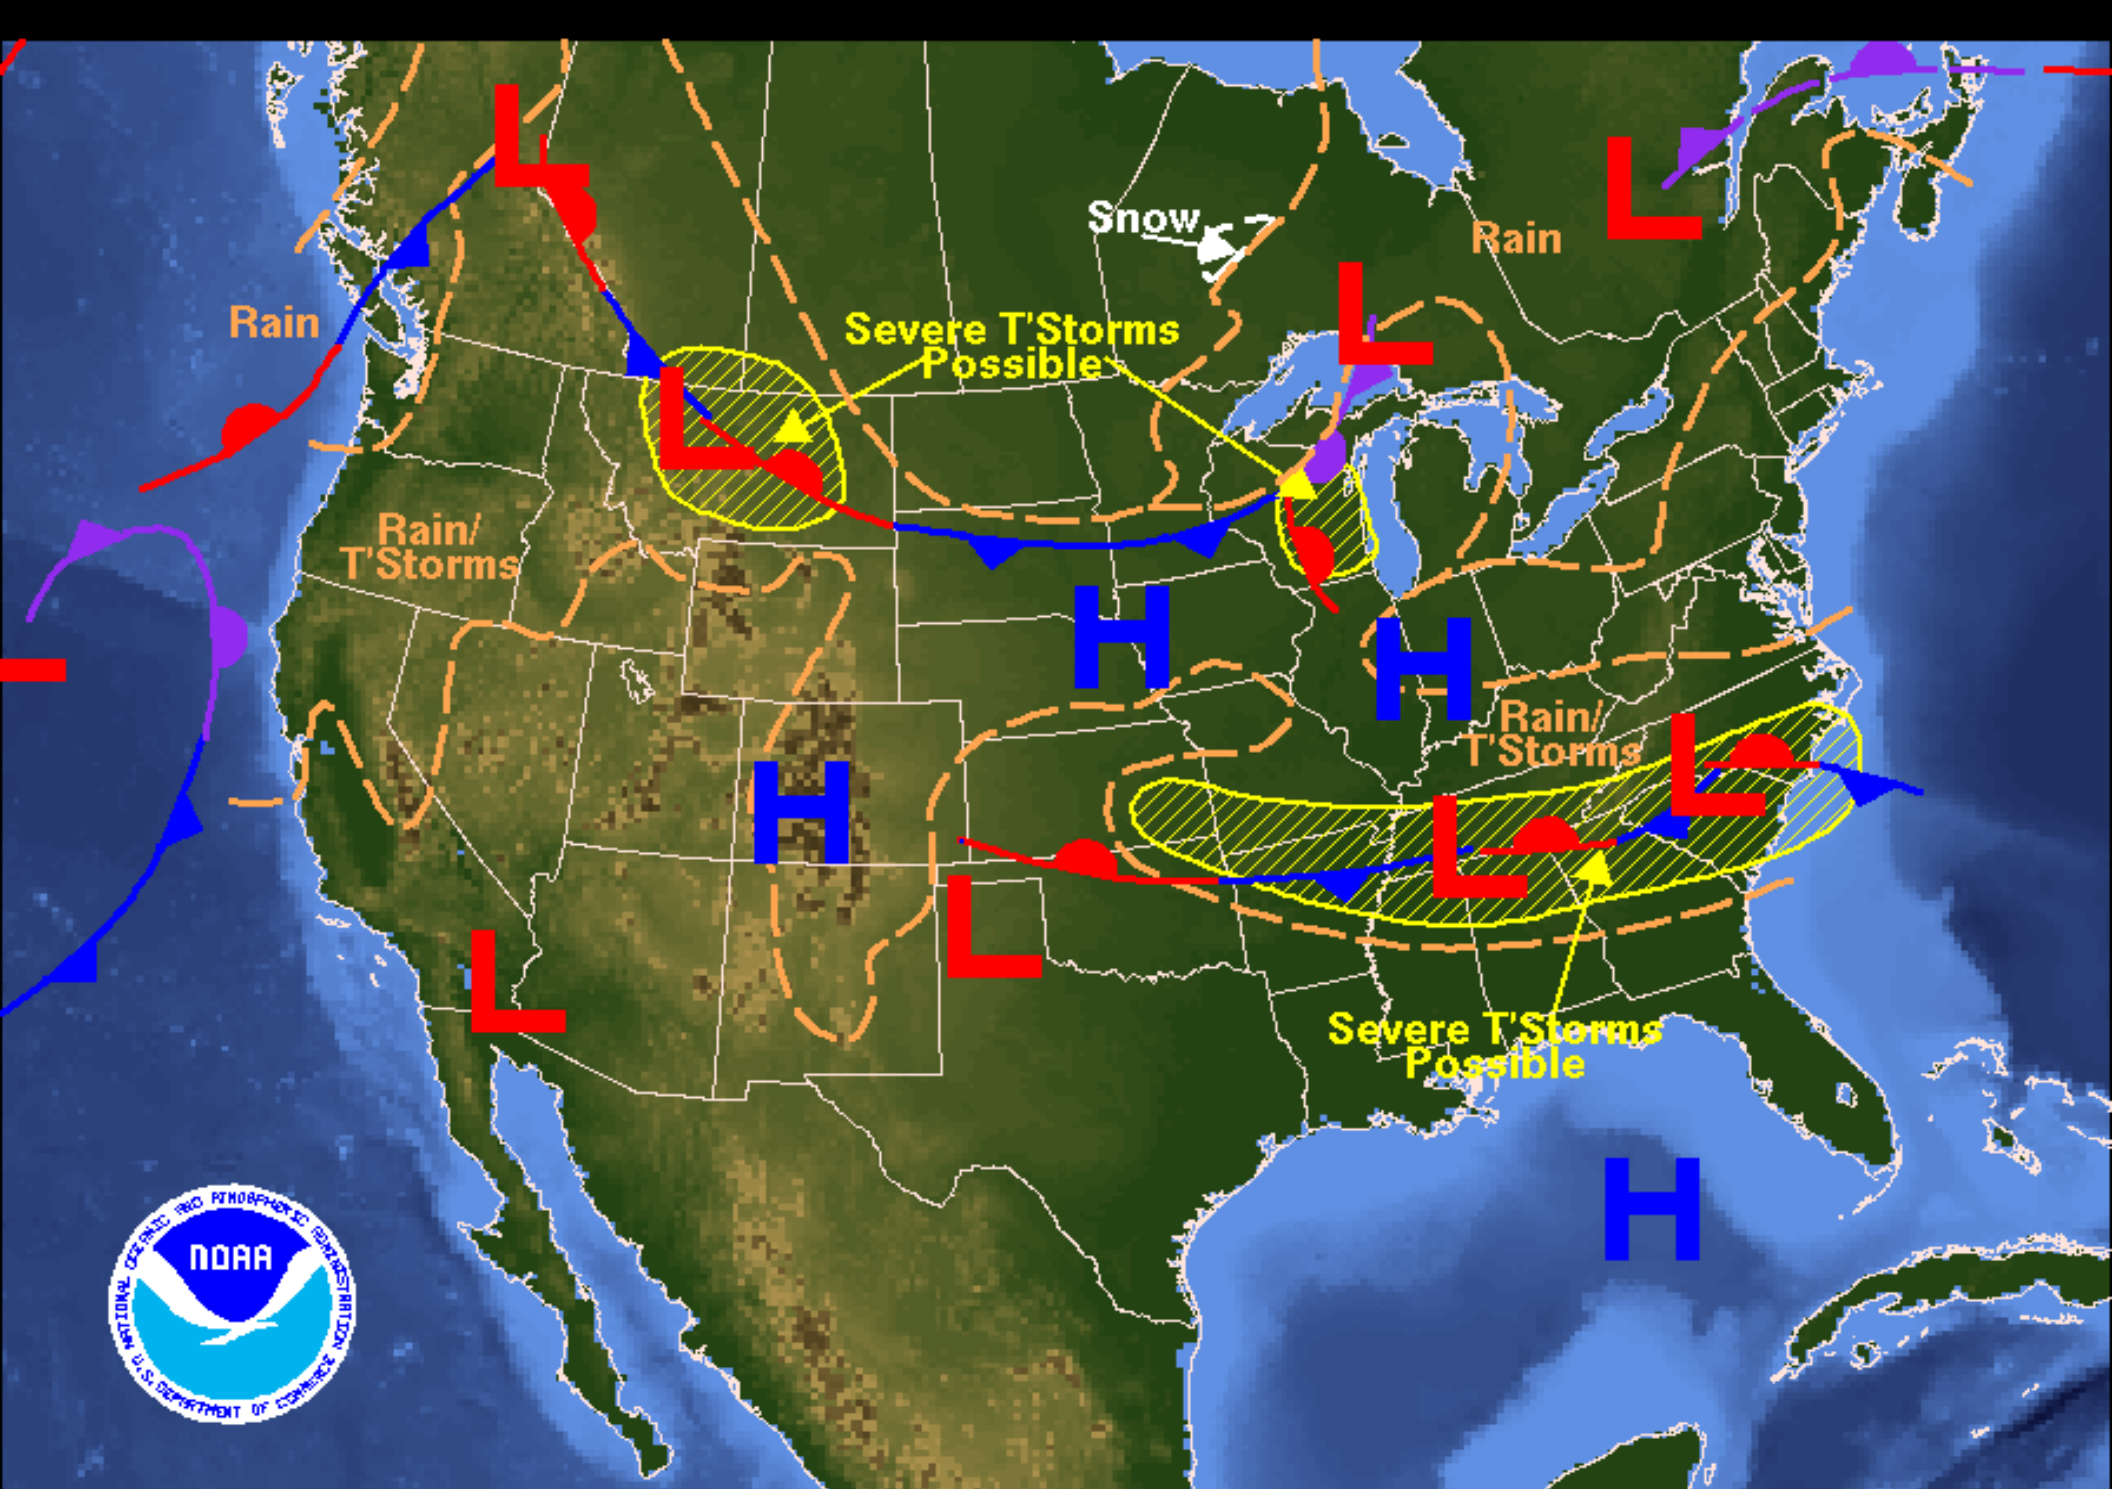 L
L
Snow
Rain
L
Rain
Severe T'Storms
Possible
L
Rain/
T'Storms
H
H
Rain/
T'Storms
L
H
L
L
L
Severe T'Storms
Possible
H
NATIONAL OCEANIC AND ATMOSPHERIC ADMINISTRATION
NOAA
U.S. DEPARTMENT OF COMMERCE